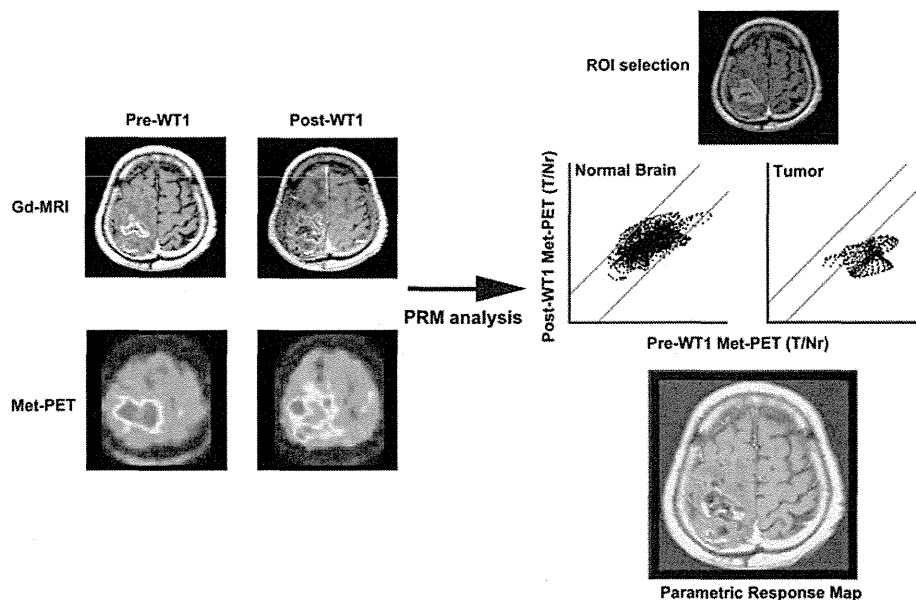 ROI selection
Pre-WT1
Post-WT1
Gd-MRI
Normal Brain
Tumor
Post-WT1 Met-PET (T/Nr)
PRM analysis
Pre-WT1 Met-PET (T/Nr)
Met-PET
Parametric Response Map